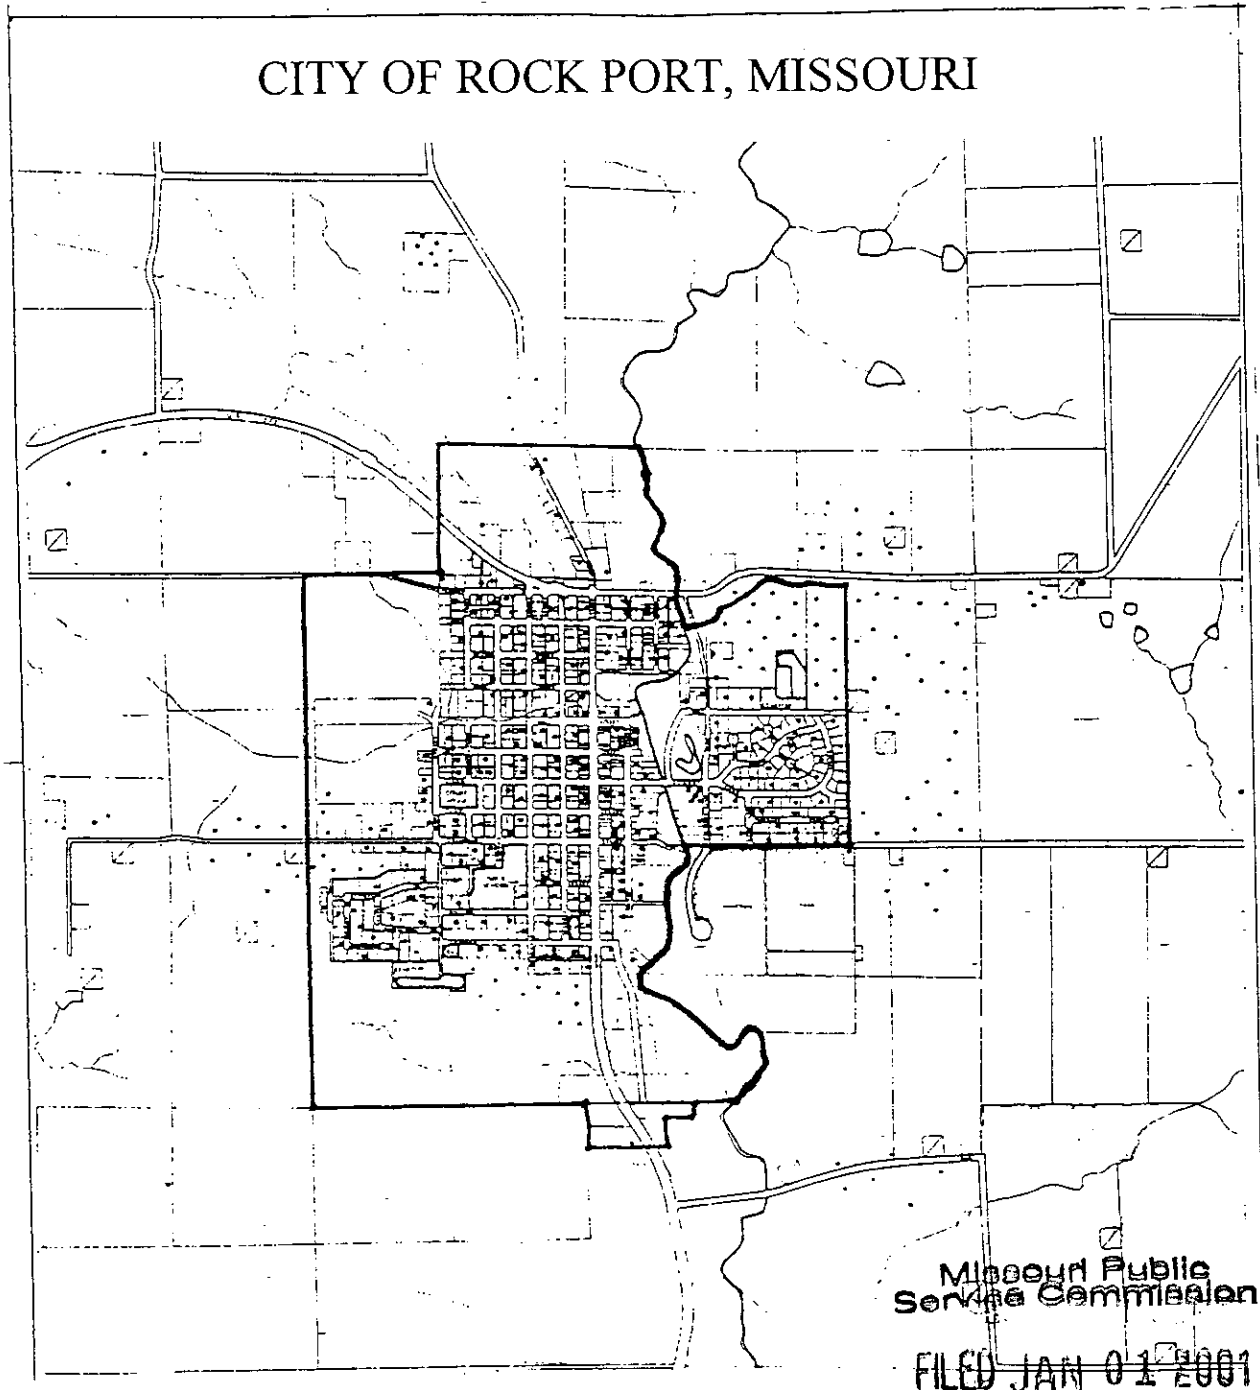 CITY OF ROCK PORT, MISSOURI
Missouri Public
Service Commission
FILED JAN 01 2001